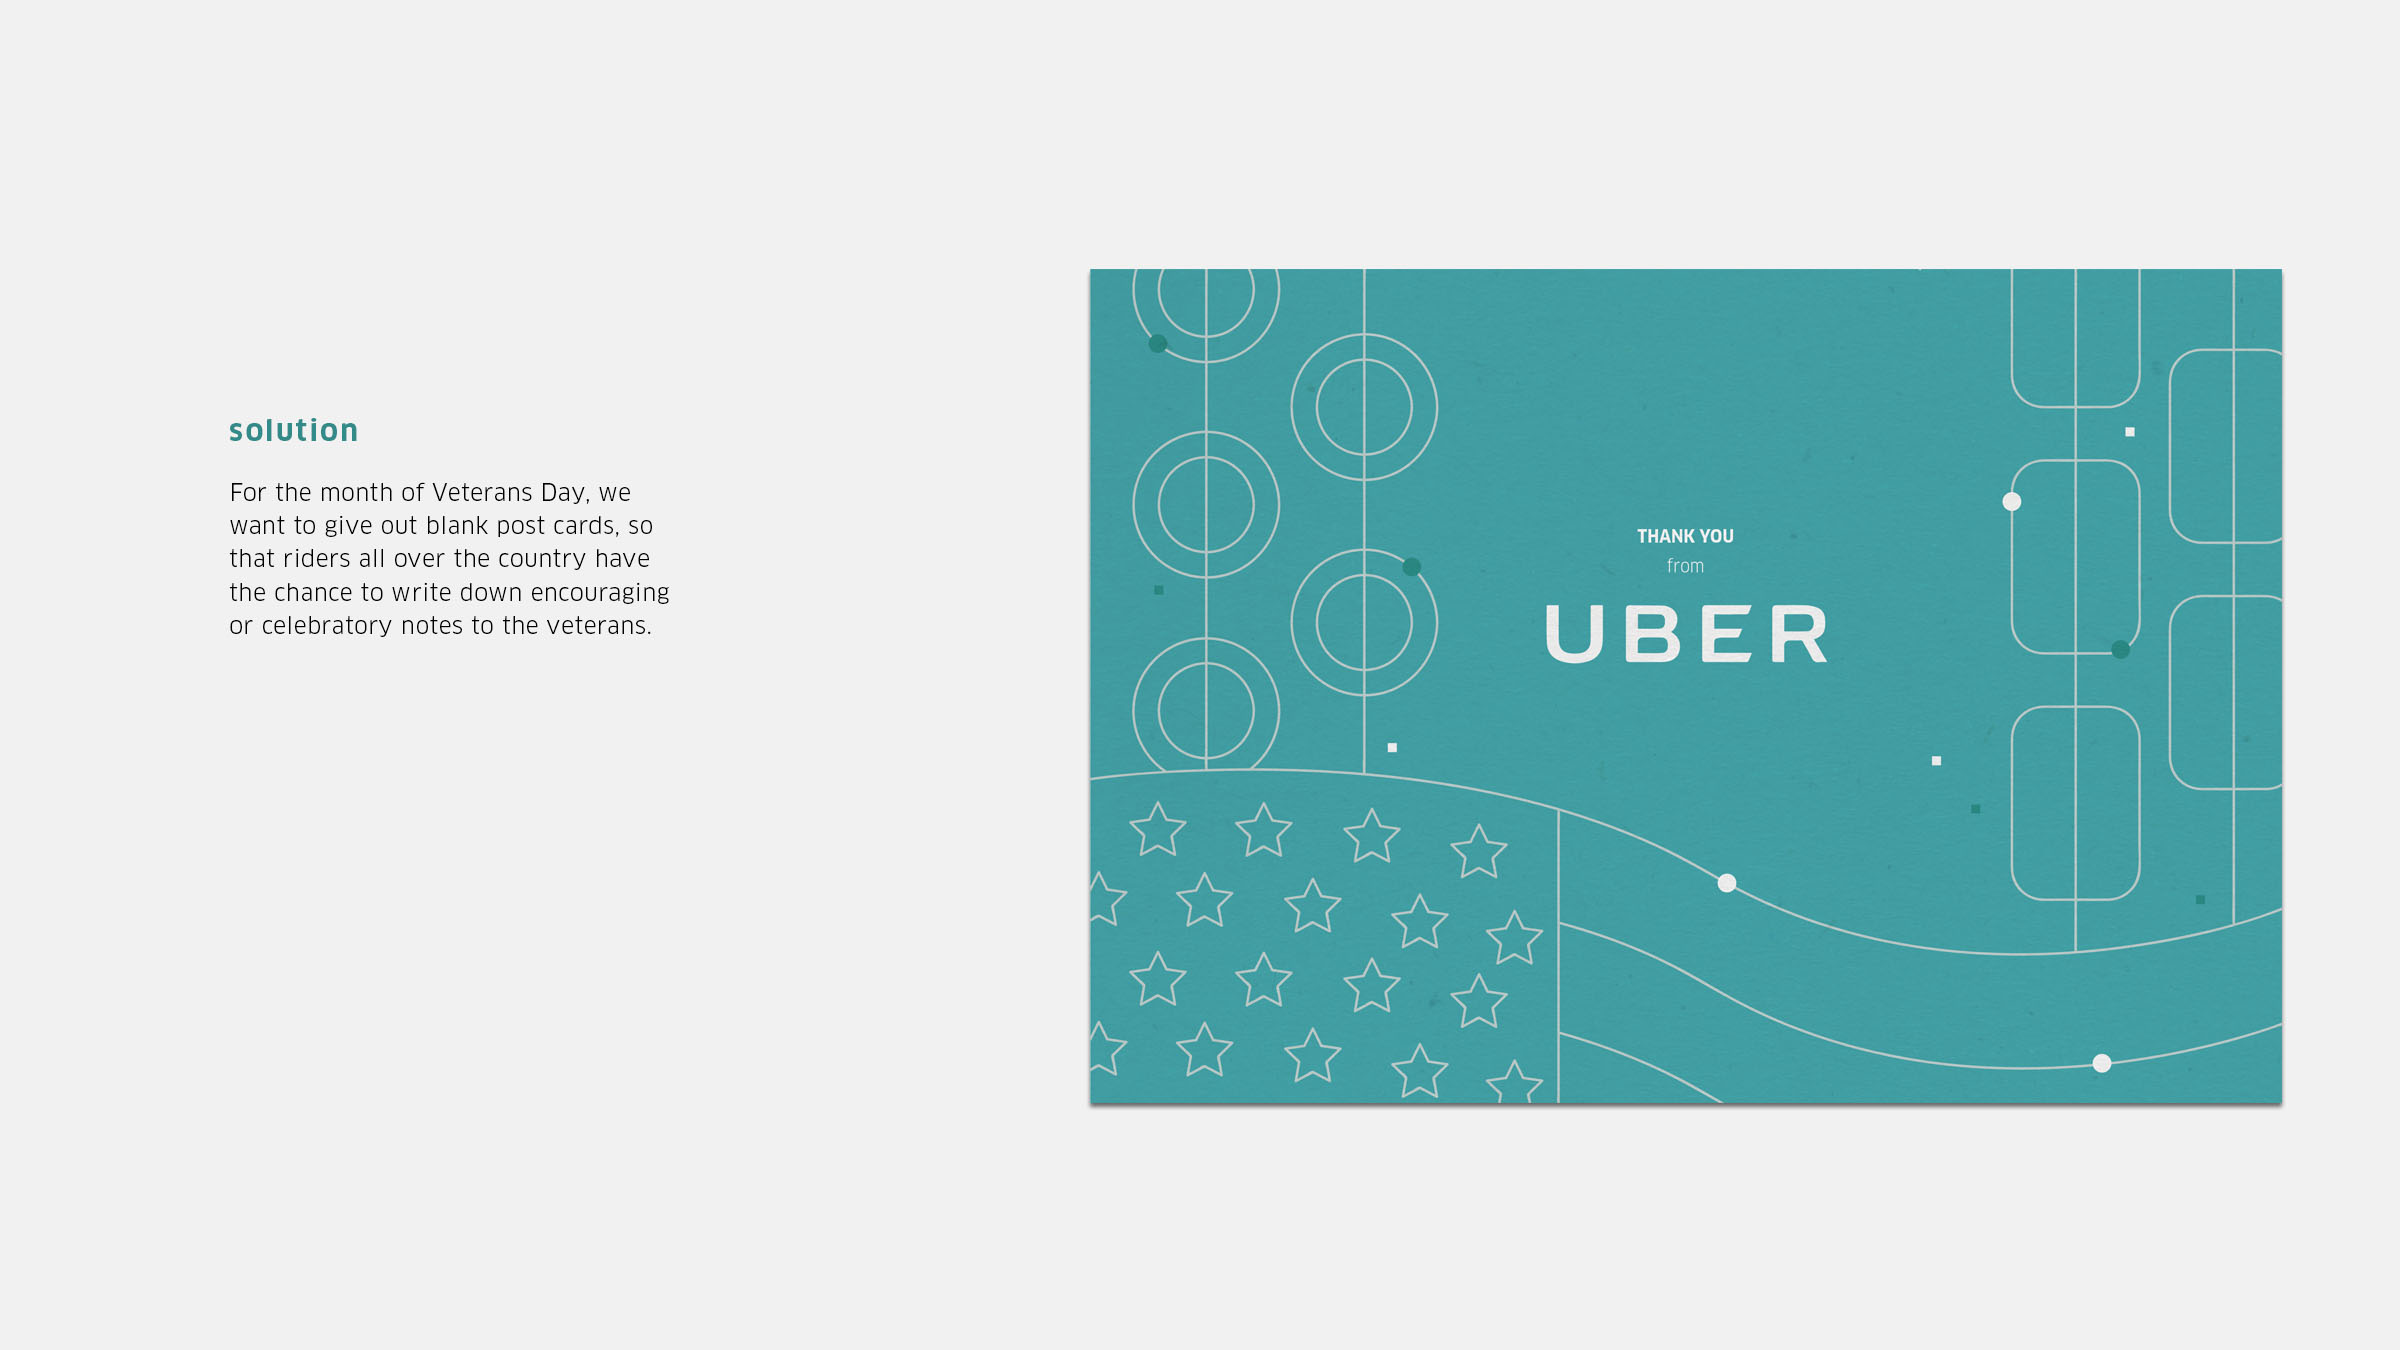 solution
For the month of Veterans Day, we
want to give out blank post cards, so
that riders all over the country have
the chance to write down encouraging
or celebratory notes to the veterans.
THANK YOU
from
UBER